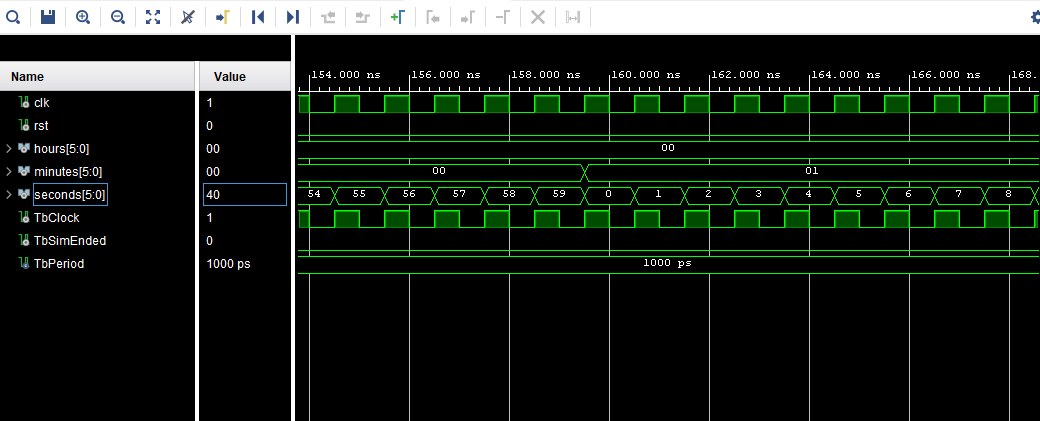 Name Value
154.000 ns 156.000 ns 158.000 ns 160.000 ns 162.000 ns 164.000 ns 166.000 ns 168.
clk 1
rst 0
hours[5:0] 00 00
minutes[5:0] 00 00 01
seconds[5:0] 40 54 55 56 57 58 59 0 1 2 3 4 5 6 7 8
TbClock 1
TbSimEnded 0
TbPeriod 1000 ps 1000 ps